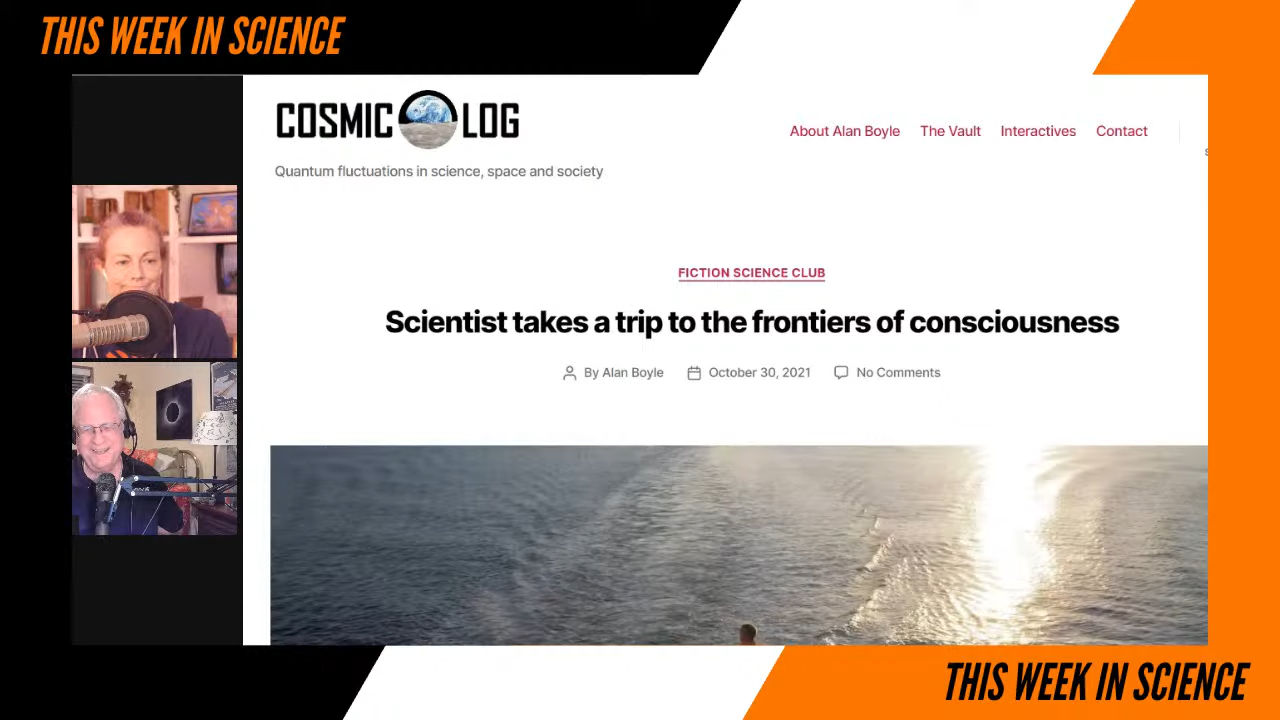 THIS WEEK IN SCIENCE
COSMIC LOG
Quantum fluctuations in science, space and society
About Alan Boyle
The Vault
Interactives
Contact
FICTION SCIENCE CLUB
Scientist takes a trip to the frontiers of consciousness
By Alan Boyle
October 30, 2021
No Comments
THIS WEEK IN SCIENCE